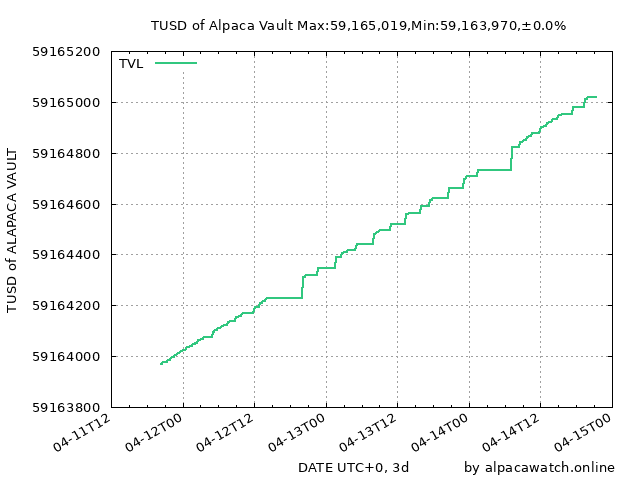 TUSD of Alpaca Vault Max:59,165,019,Min:59,163,970,±0.0%
TVL
TUSD of ALAPACA VAULT
59165200
59165000
59164800
59164600
59164400
59164200
59164000
59163800
04-11T12
04-12T00
04-12T12
04-13T00
04-13T12
04-14T00
04-14T12
04-15T00
DATE UTC+0, 3d
by alpacawatch.online